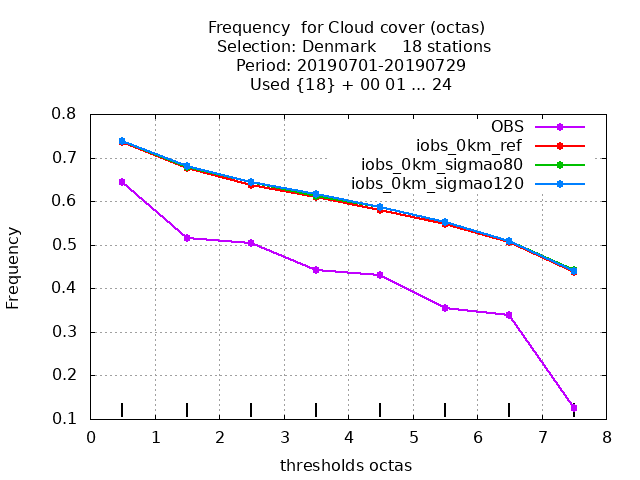 Frequency  for Cloud cover (octas)
Selection: Denmark     18 stations
Period: 20190701-20190729
Used {18} + 00 01 ... 24
OBS
iobs_0km_ref
iobs_0km_sigmao80
iobs_0km_sigmao120
Frequency
0.8
0.7
0.6
0.5
0.4
0.3
0.2
0.1
0 1 2 3 4 5 6 7 8
thresholds octas